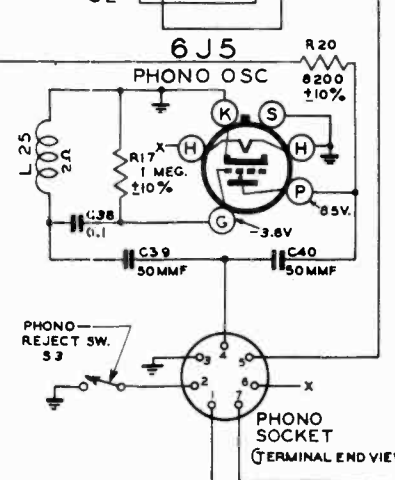 6J5
PHONO OSC
R20
8200
±10%
K
S
X
H
V
H
L25
2Ω
R17
1 MEG.
±10%
P
85V.
G
-3.8V
C38
0.1
C39
50MMF
C40
50MMF
PHONO
REJECT SW.
S3
3
4
5
2
6
X
1
7
PHONO
SOCKET
(TERMINAL END VIEW